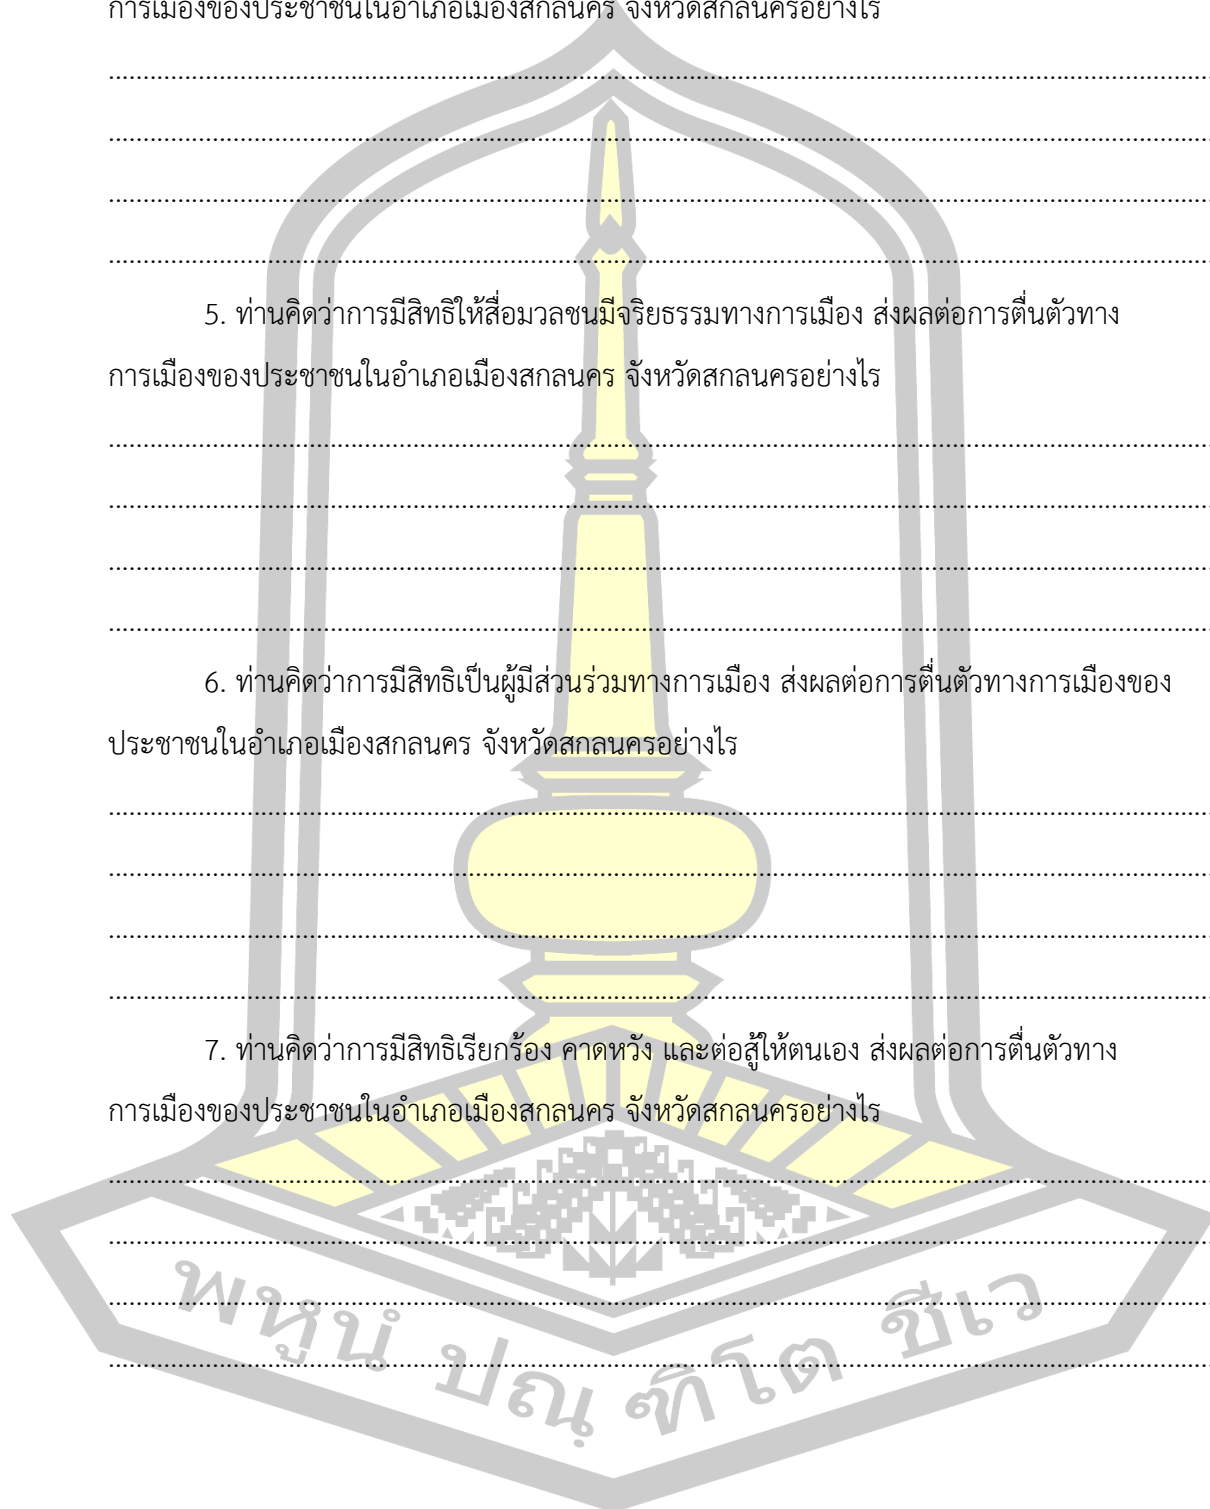 การเมืองของประชาชนในอำเภอเมืองสกลนคร จังหวัดสกลนครอย่างไร
................................................................................
................................................................................
................................................................................
................................................................................
5. ท่านคิดว่าการมีสิทธิให้สื่อมวลชนมีจริยธรรมทางการเมือง ส่งผลต่อการตื่นตัวทาง
การเมืองของประชาชนในอำเภอเมืองสกลนคร จังหวัดสกลนครอย่างไร
................................................................................
................................................................................
................................................................................
................................................................................
6. ท่านคิดว่าการมีสิทธิเป็นผู้มีส่วนร่วมทางการเมือง ส่งผลต่อการตื่นตัวทางการเมืองของ
ประชาชนในอำเภอเมืองสกลนคร จังหวัดสกลนครอย่างไร
................................................................................
................................................................................
................................................................................
................................................................................
7. ท่านคิดว่าการมีสิทธิเรียกร้อง คาดหวัง และต่อสู้ให้ตนเอง ส่งผลต่อการตื่นตัวทาง
การเมืองของประชาชนในอำเภอเมืองสกลนคร จังหวัดสกลนครอย่างไร
................................................................................
................................................................................
................................................................................
................................................................................
พหูนํ ปณฺฑิโต ชีเว